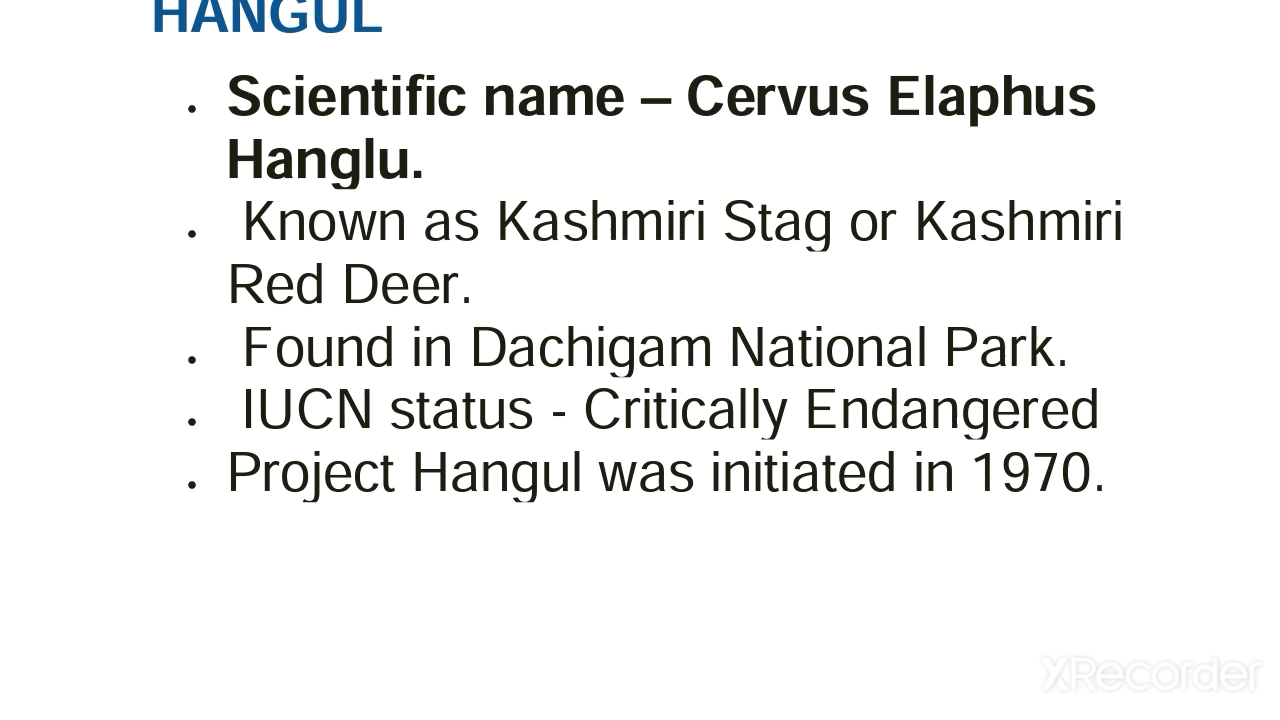 HANGUL
• Scientific name – Cervus Elaphus
Hanglu.
• Known as Kashmiri Stag or Kashmiri
Red Deer.
• Found in Dachigam National Park.
• IUCN status - Critically Endangered
• Project Hangul was initiated in 1970.
XRecorder